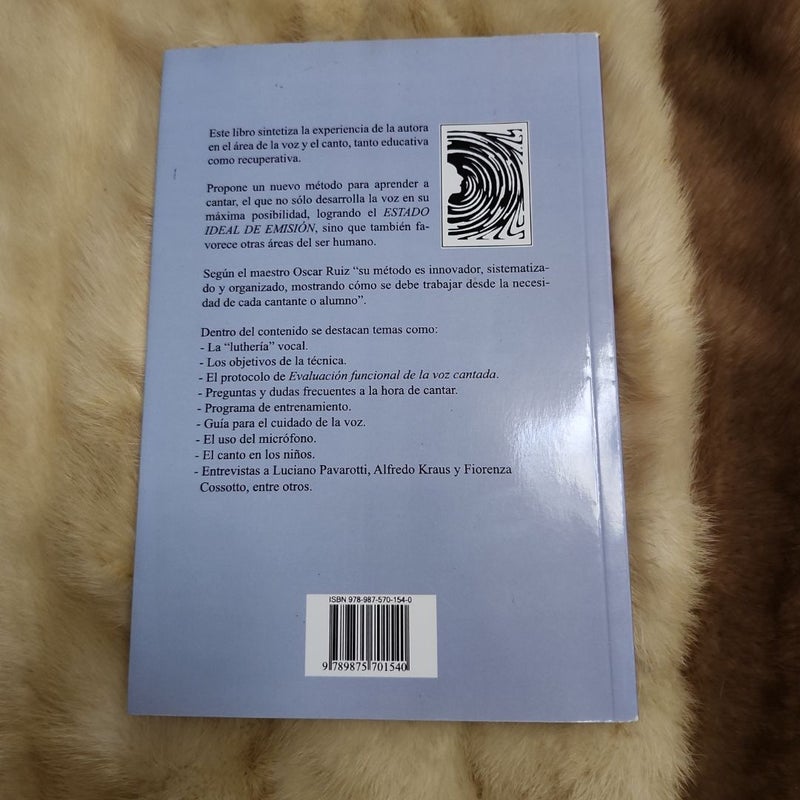 Este libro sintetiza la experiencia de la autora
en el área de la voz y el canto, tanto educativa
como recuperativa.
Propone un nuevo método para aprender a
cantar, el que no sólo desarrolla la voz en su
máxima posibilidad, logrando el ESTADO
IDEAL DE EMISIÓN, sino que también fa-
vorece otras áreas del ser humano.
Según el maestro Oscar Ruiz “su método es innovador, sistematiza-
do y organizado, mostrando cómo se debe trabajar desde la necesi-
dad de cada cantante o alumno”.
Dentro del contenido se destacan temas como:
- La “luthería” vocal.
- Los objetivos de la técnica.
- El protocolo de Evaluación funcional de la voz cantada.
- Preguntas y dudas frecuentes a la hora de cantar.
- Programa de entrenamiento.
- Guía para el cuidado de la voz.
- El uso del micrófono.
- El canto en los niños.
- Entrevistas a Luciano Pavarotti, Alfredo Kraus y Fiorenza
Cossotto, entre otros.
ISBN 978-987-570-154-0
9 789875 701540